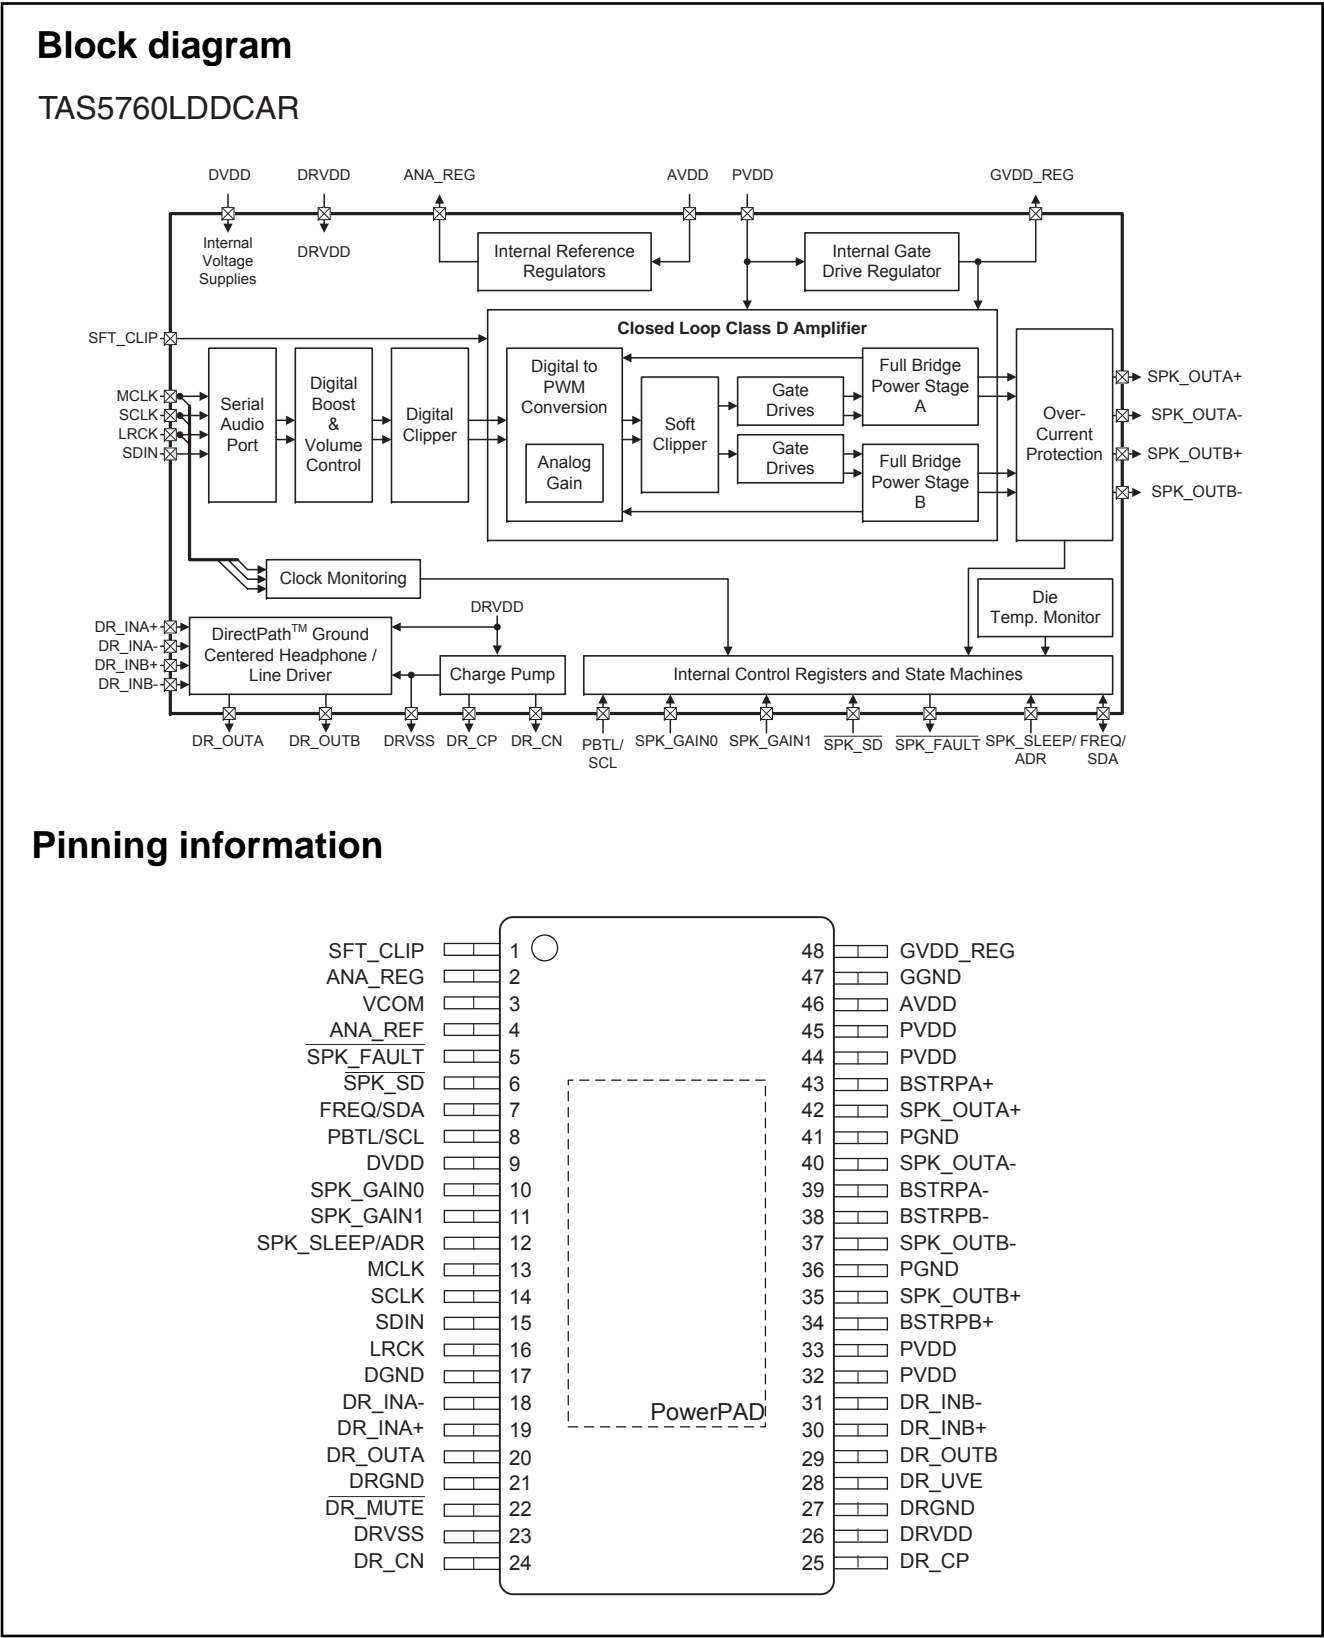 Block diagram
TAS5760LDDCAR
DVDD
DRVDD
ANA_REG
AVDD
PVDD
GVDD_REG
Internal
Voltage
Supplies
DRVDD
Internal Reference
Regulators
Internal Gate
Drive Regulator
SFT_CLIP
MCLK
SCLK
LRCK
SDIN
Serial
Audio
Port
Digital
Boost
&
Volume
Control
Digital
Clipper
Closed Loop Class D Amplifier
Digital to
PWM
Conversion
Analog
Gain
Soft
Clipper
Gate
Drives
Gate
Drives
Full Bridge
Power Stage
A
Full Bridge
Power Stage
B
Over-
Current
Protection
SPK_OUTA+
SPK_OUTA-
SPK_OUTB+
SPK_OUTB-
Clock Monitoring
Die
Temp. Monitor
DR_INA+
DR_INA-
DR_INB+
DR_INB-
DirectPath™ Ground
Centered Headphone /
Line Driver
DRVDD
Charge Pump
Internal Control Registers and State Machines
DR_OUTA
DR_OUTB
DRVSS
DR_CP
DR_CN
PBTL/
SCL
SPK_GAIN0
SPK_GAIN1
SPK_SD
SPK_FAULT
SPK_SLEEP/
ADR
FREQ/
SDA
Pinning information
SFT_CLIP 1 48 GVDD_REG
ANA_REG 2 47 GGND
VCOM 3 46 AVDD
ANA_REF 4 45 PVDD
SPK_FAULT 5 44 PVDD
SPK_SD 6 43 BSTRPA+
FREQ/SDA 7 42 SPK_OUTA+
PBTL/SCL 8 41 PGND
DVDD 9 40 SPK_OUTA-
SPK_GAIN0 10 39 BSTRPA-
SPK_GAIN1 11 38 BSTRPB-
SPK_SLEEP/ADR 12 37 SPK_OUTB-
MCLK 13 36 PGND
SCLK 14 35 SPK_OUTB+
SDIN 15 34 BSTRPB+
LRCK 16 33 PVDD
DGND 17 32 PVDD
DR_INA- 18 31 DR_INB-
PowerPAD
DR_INA+ 19 30 DR_INB+
DR_OUTA 20 29 DR_OUTB
DRGND 21 28 DR_UVE
DR_MUTE 22 27 DRGND
DRVSS 23 26 DRVDD
DR_CN 24 25 DR_CP